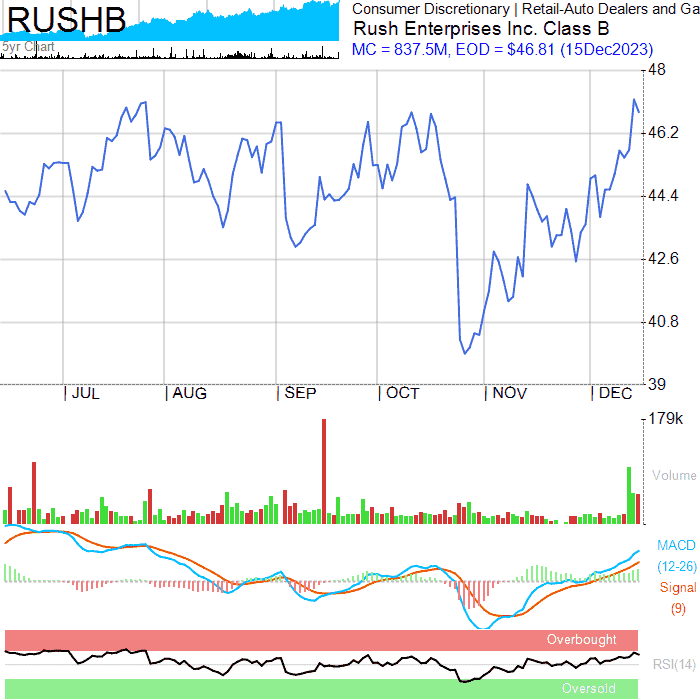 RUSHB
5yr Chart
Consumer Discretionary | Retail-Auto Dealers and Ga
Rush Enterprises Inc. Class B
MC = 837.5M, EOD = $46.81 (15Dec2023)
48
46.2
44.4
42.6
40.8
39
JUL AUG SEP OCT NOV DEC
179k
Volume
MACD
(12-26)
Signal
(9)
Overbought
RSI(14)
Oversold